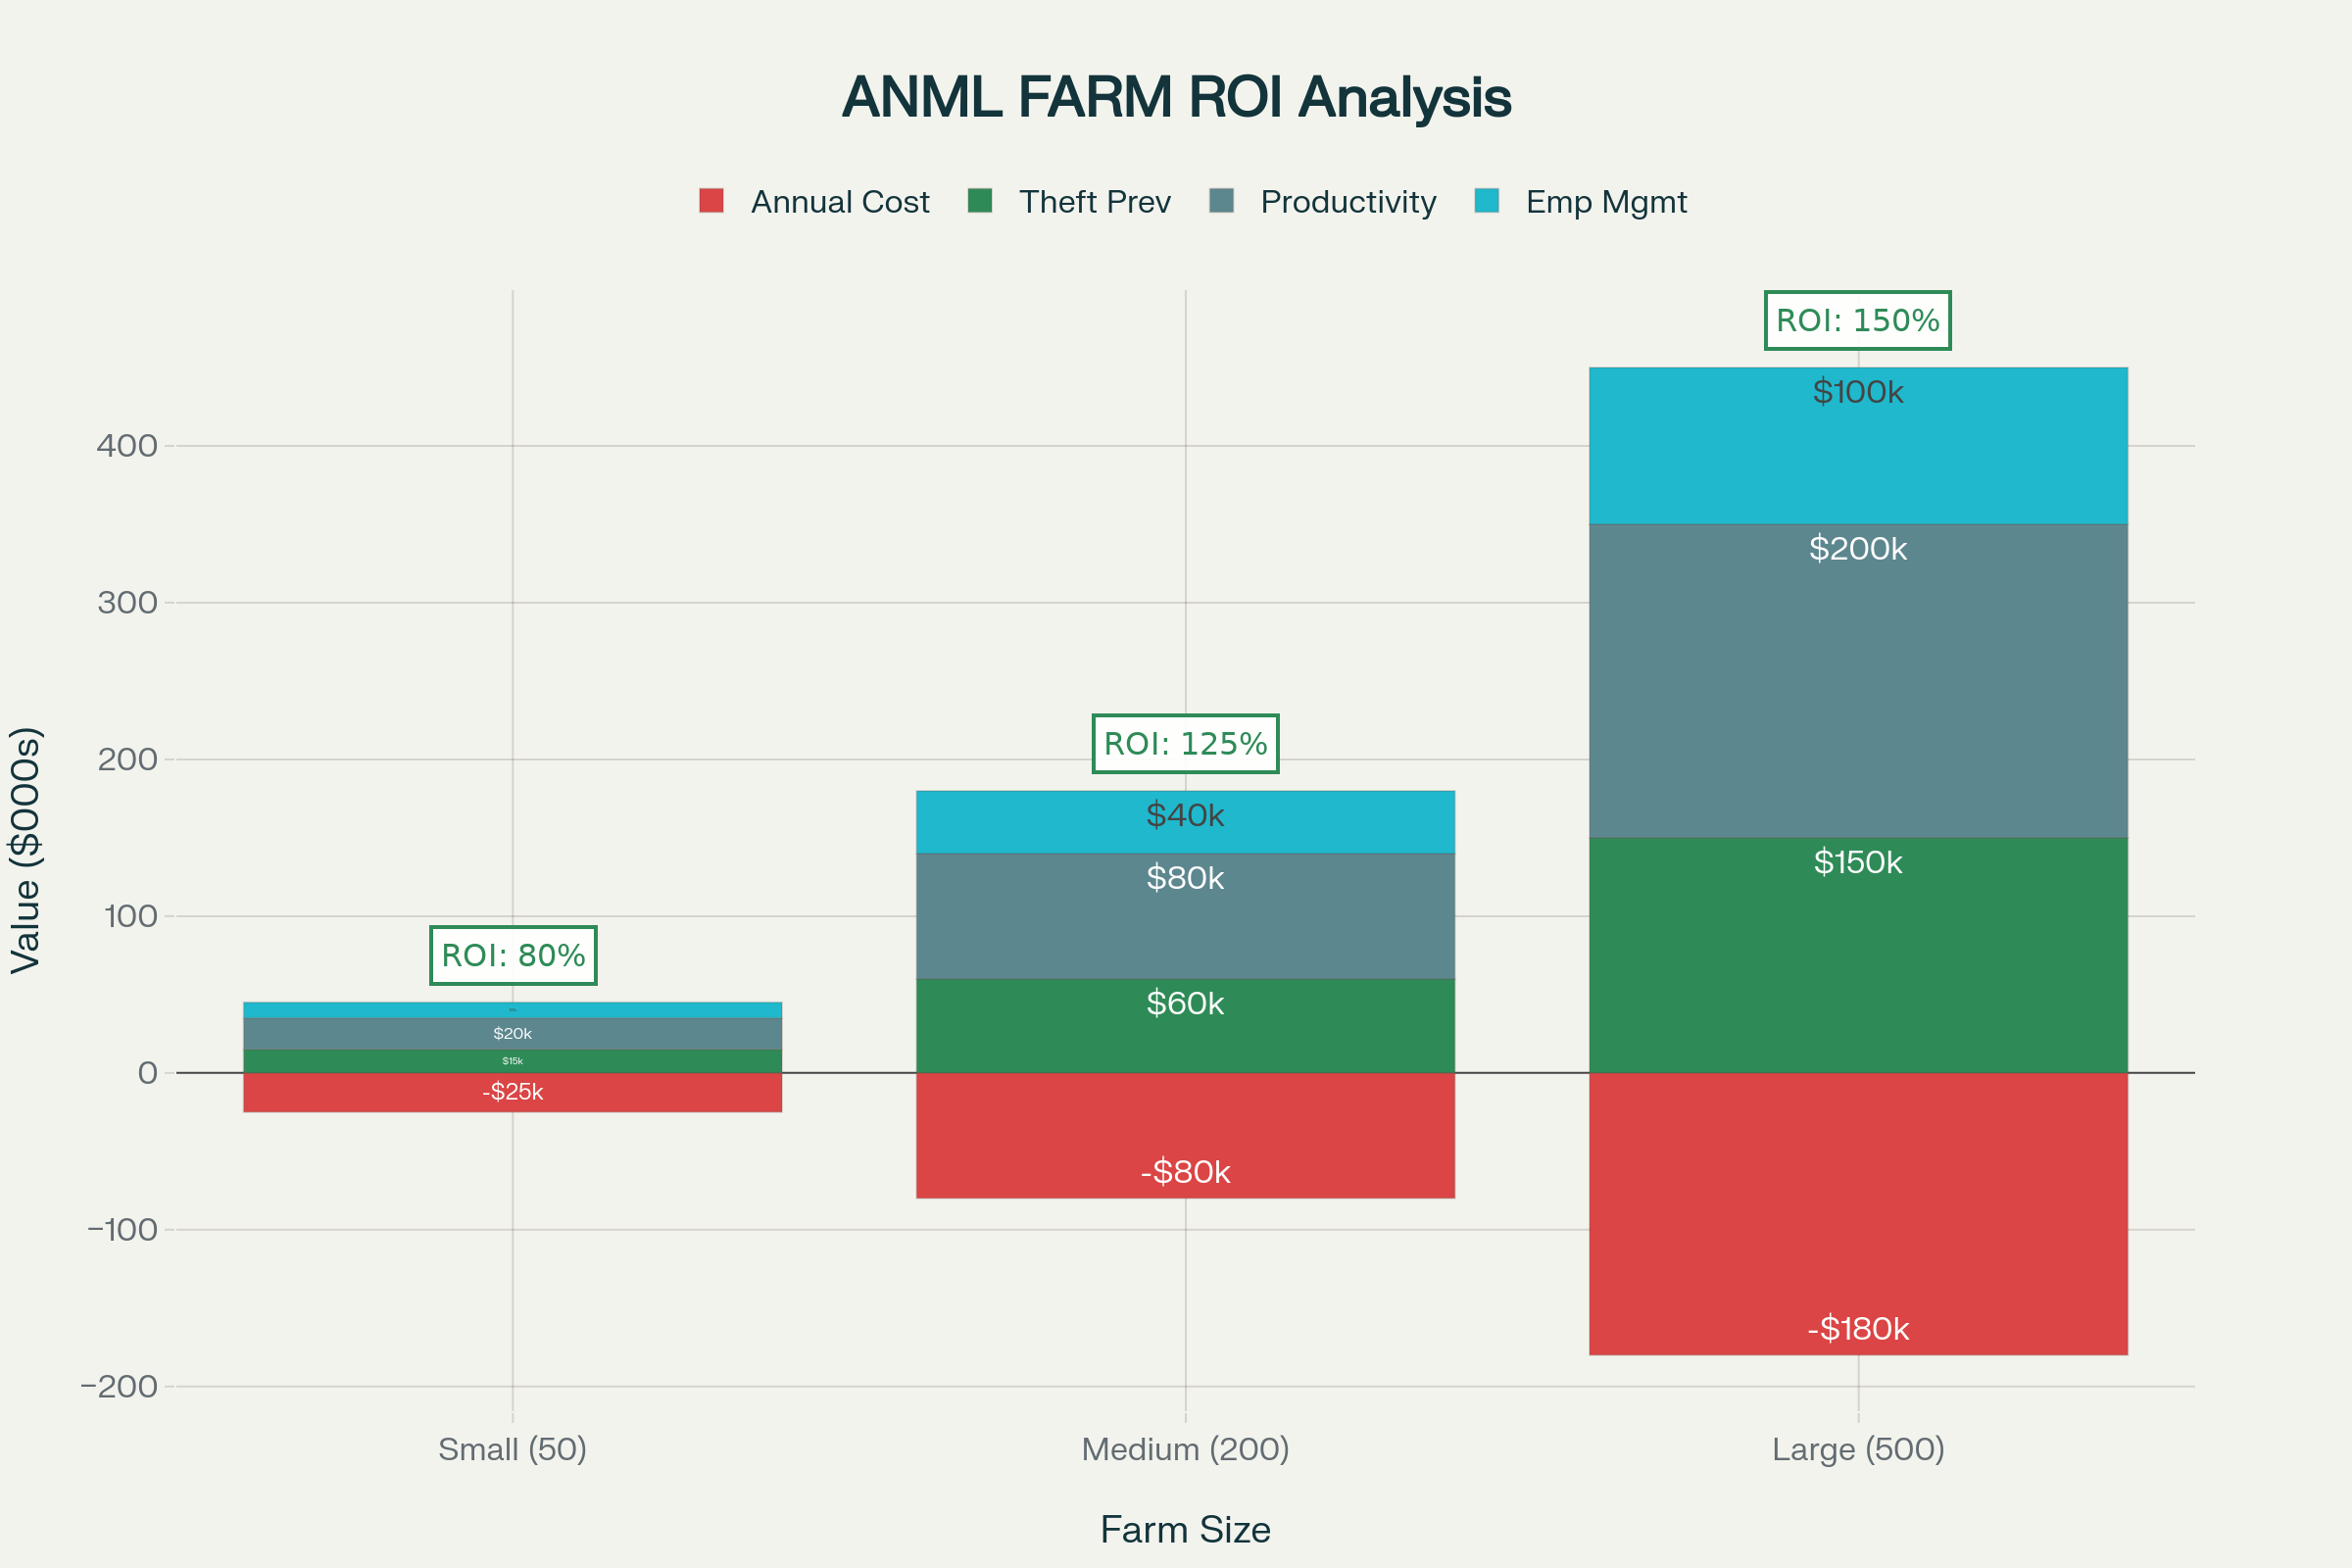 ANML FARM ROI Analysis
Annual Cost Theft Prev Productivity Emp Mgmt
ROI: 150%
$100k
400
$200k
300
ROI: 125%
200
$40k
$80k
$150k
100
ROI: 80%
$60k
$20k
$15k
0
-$25k
-$80k
−100
-$180k
−200
Value ($000s)
Small (50) Medium (200) Large (500)
Farm Size